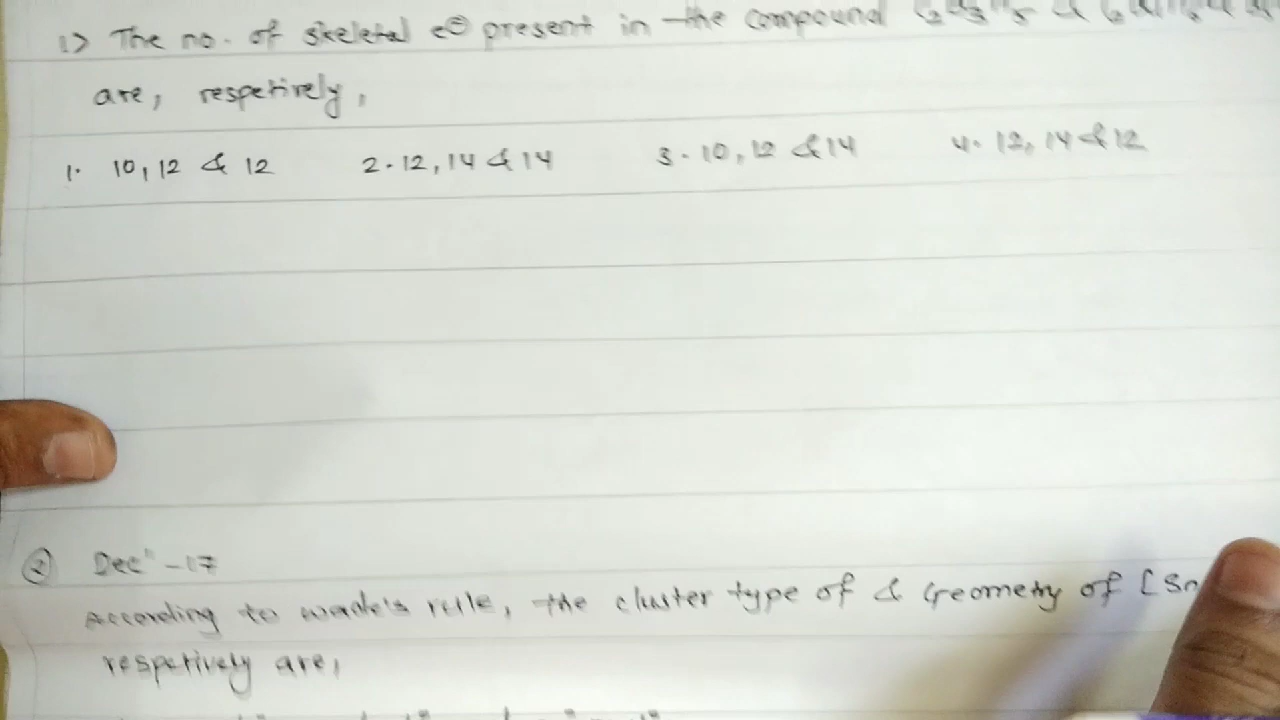 1) The no. of skeletal e⊖ present in the compound
are, respetively,
1. 10,12 & 12 2. 12,14 & 14 3. 10,12 & 14 4. 12,14 & 12
② Dec" -17
According to wade's rule, the cluster type of & Geometry of [Sn
respetively are,